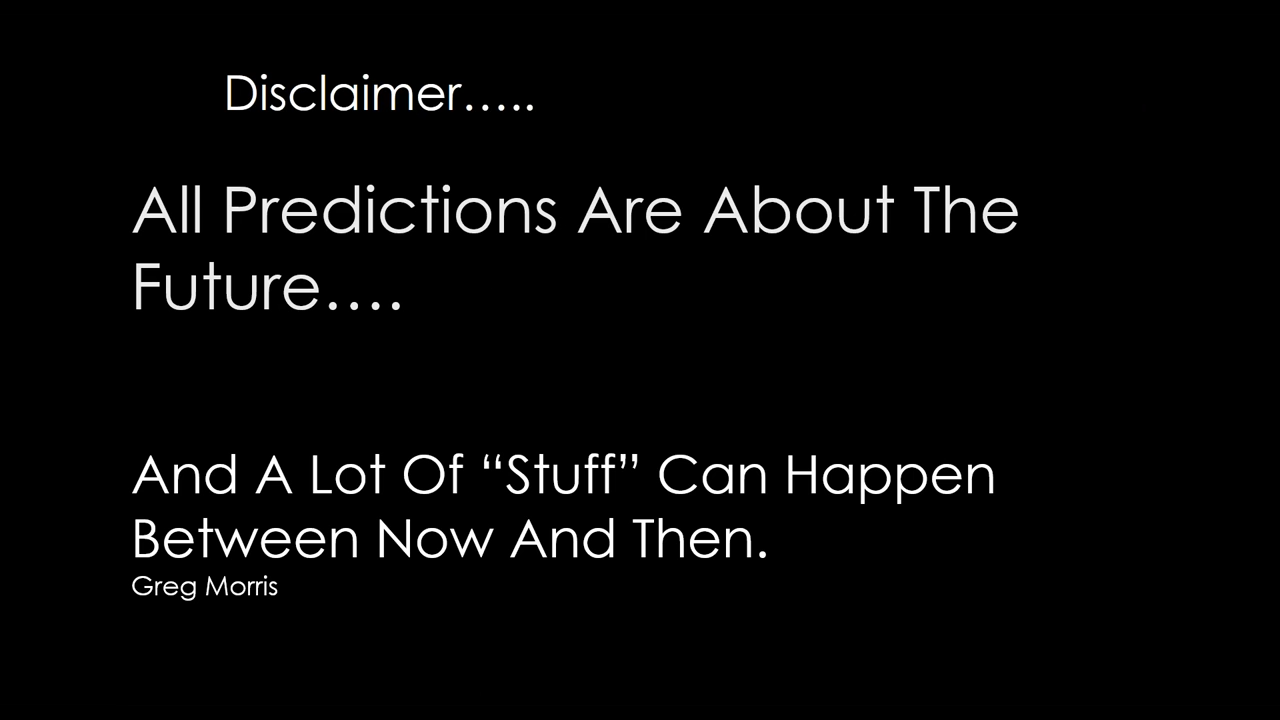 Disclaimer…..
All Predictions Are About The
Future….
And A Lot Of “Stuff” Can Happen
Between Now And Then.
Greg Morris